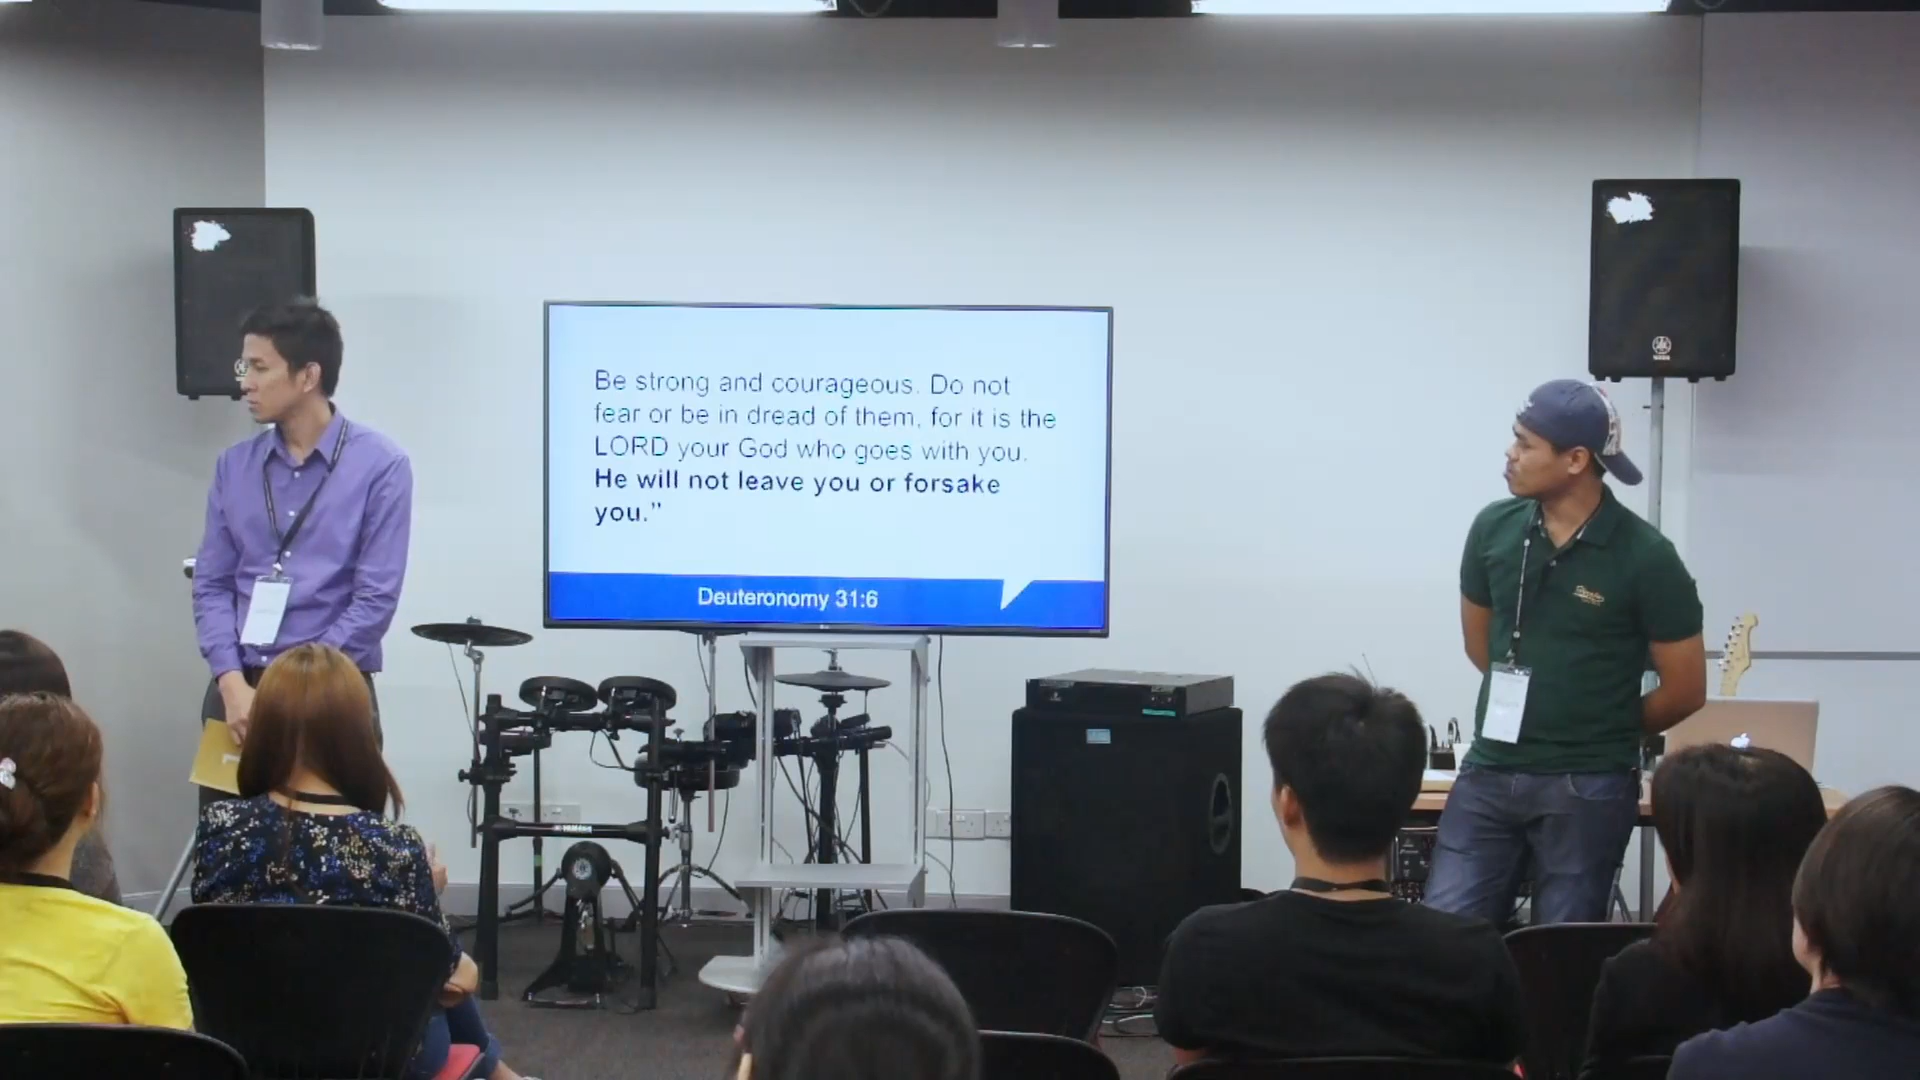 Be strong and courageous. Do not
fear or be in dread of them, for it is the
LORD your God who goes with you.
He will not leave you or forsake
you.”
Deuteronomy 31:6